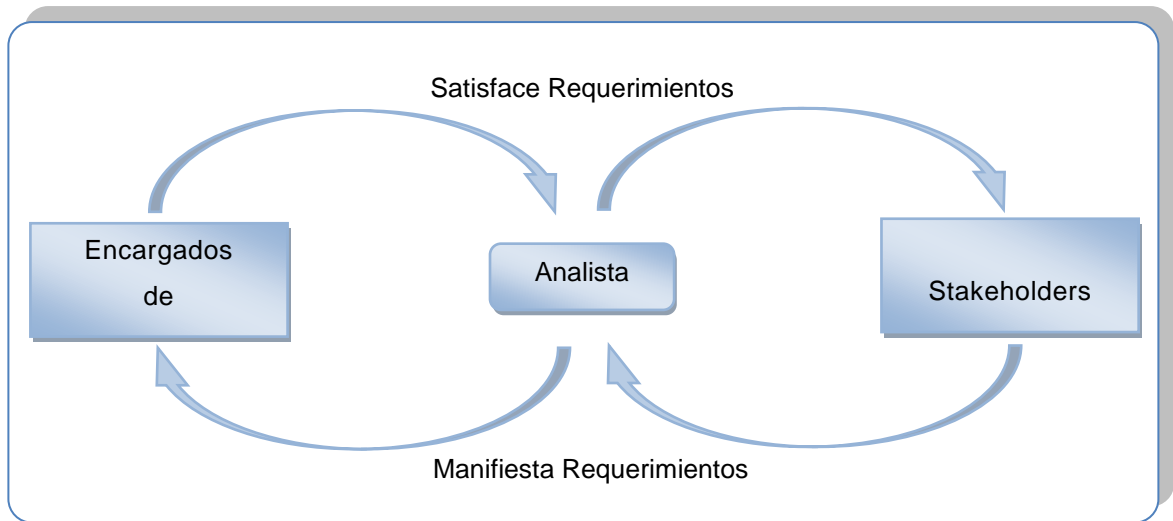 Satisface Requerimientos
Encargados
de
Analista
Stakeholders
Manifiesta Requerimientos